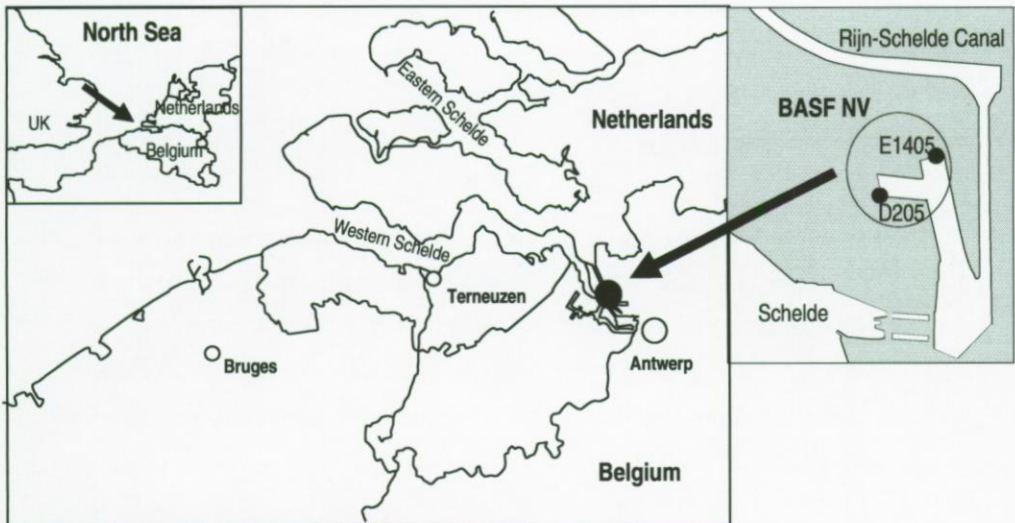 North Sea
UK
Netherlands
Belgium
Eastern Schelde
Netherlands
Western Schelde
Terneuzen
Bruges
Antwerp
Belgium
Rijn-Schelde Canal
BASF NV
E1405
D205
Schelde